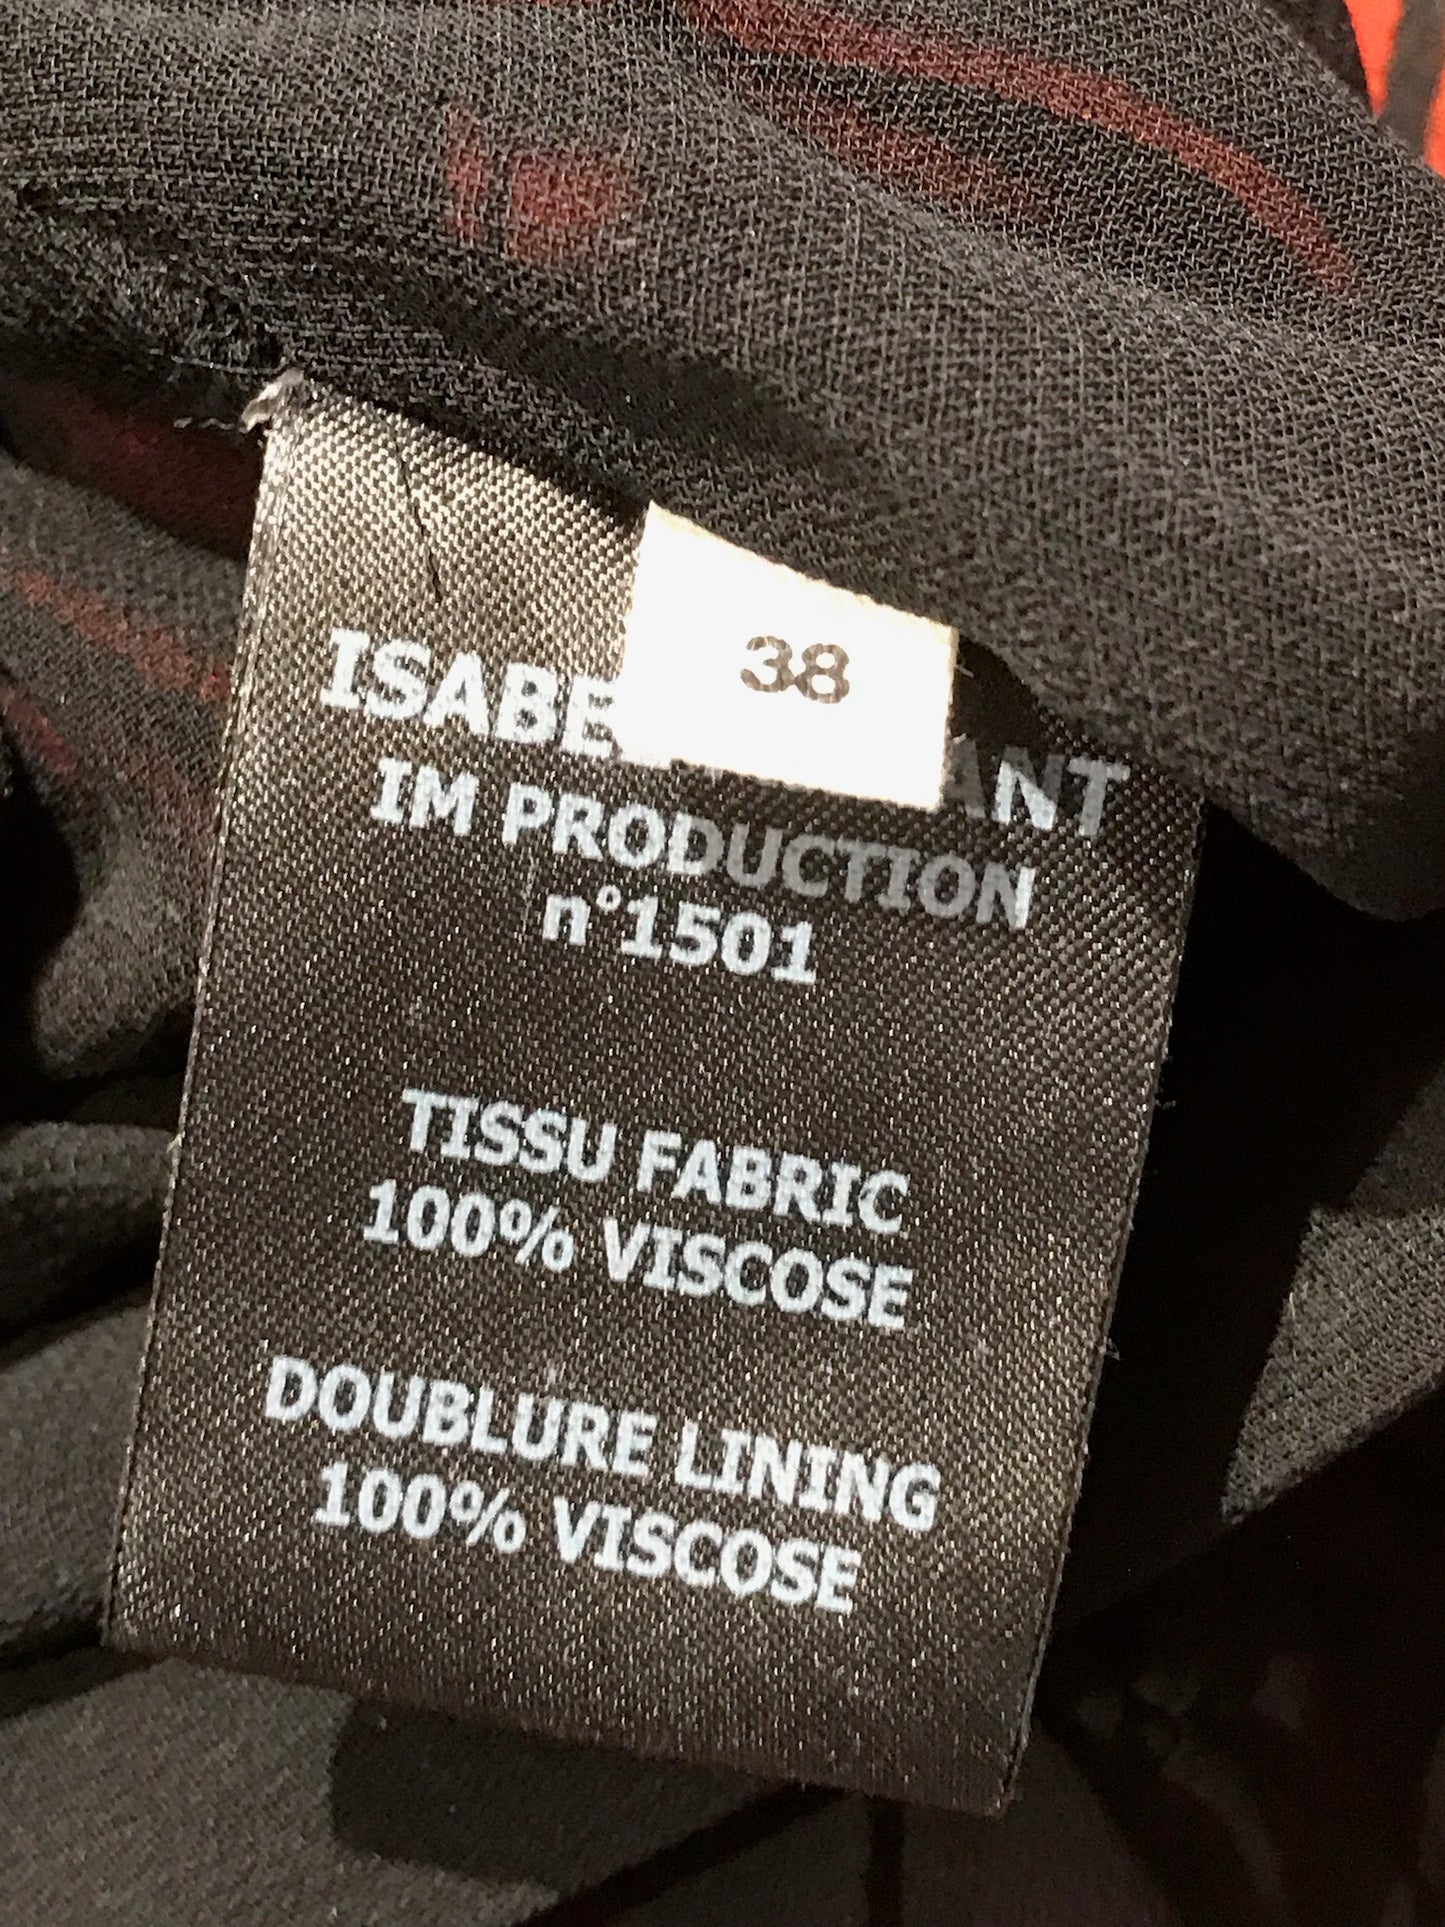 38
ISABE ANT
IM PRODUCTION
n°1501
TISSU FABRIC
100% VISCOSE
DOUBLURE LINING
100% VISCOSE